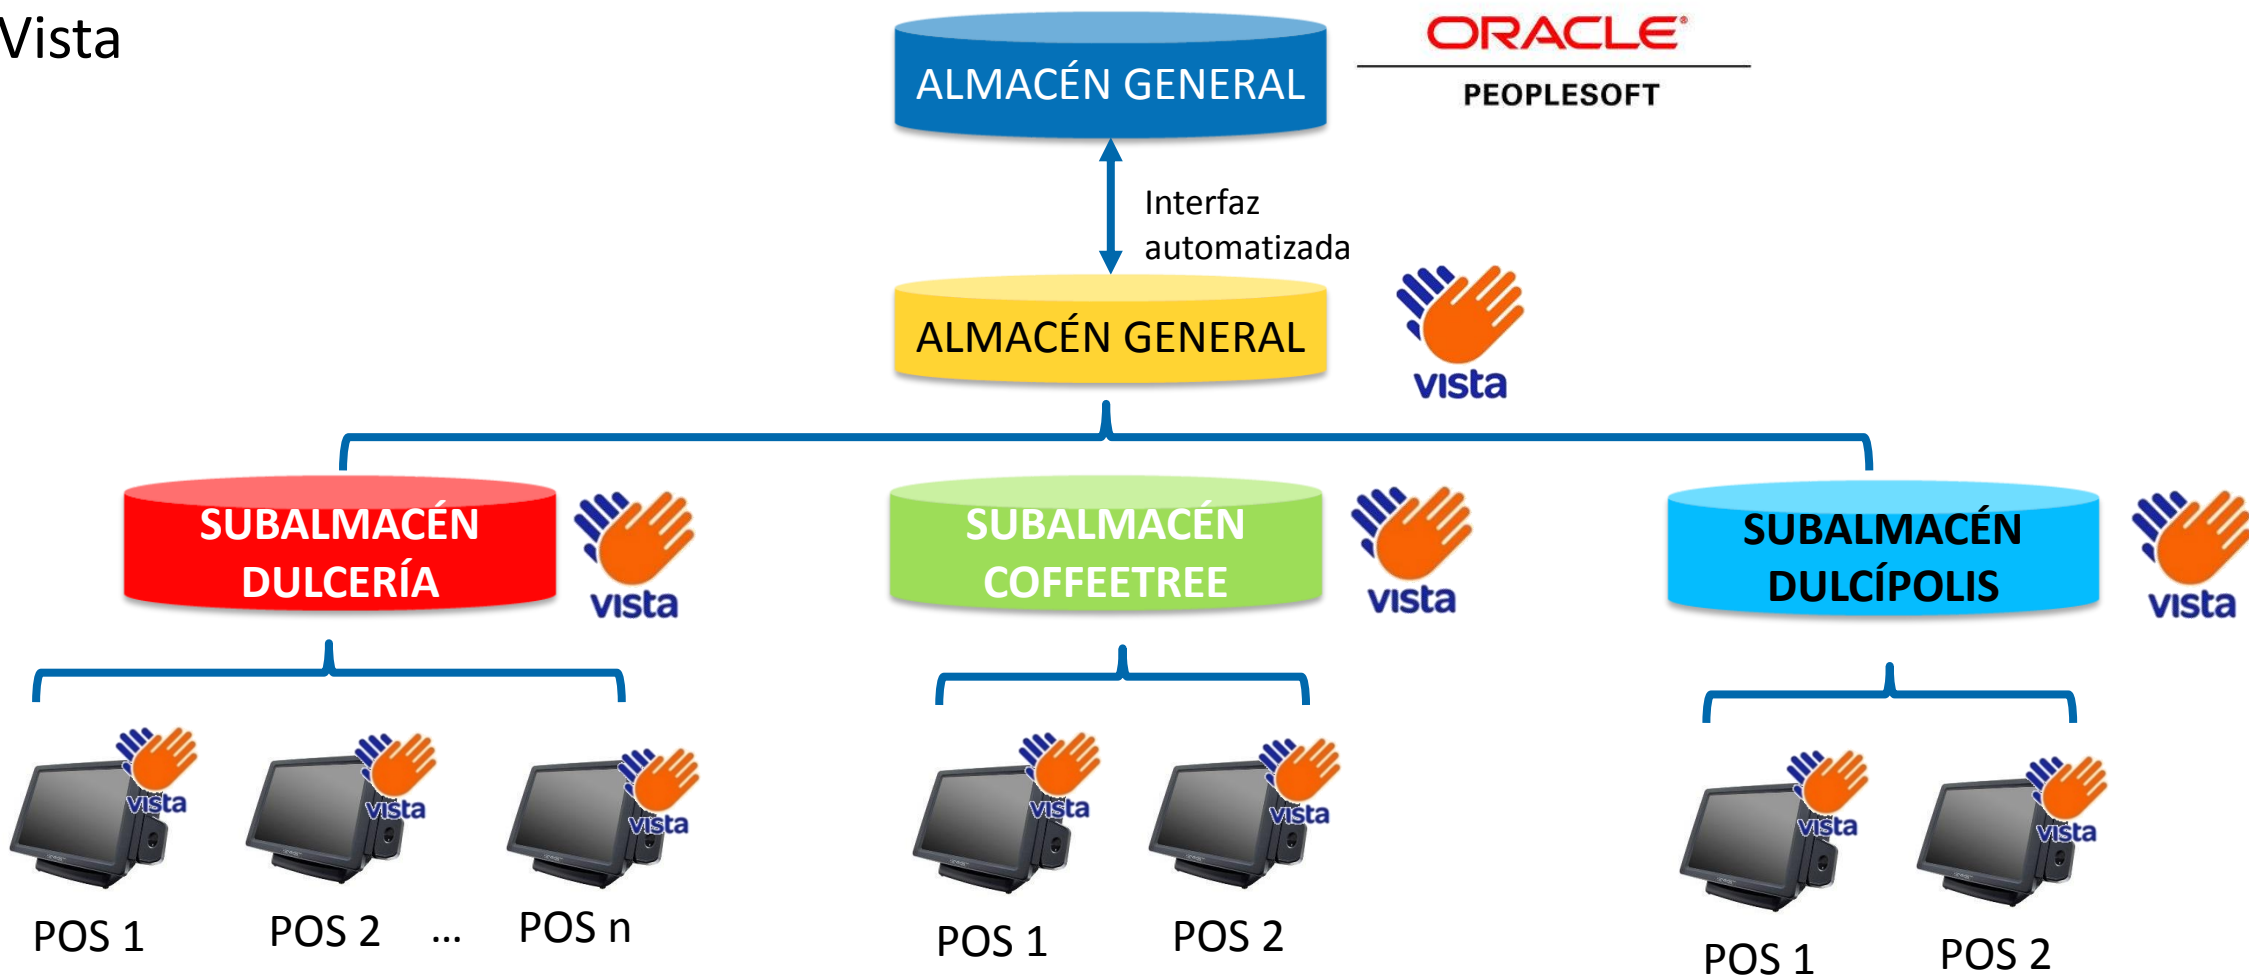 Vista
ALMACÉN GENERAL
ORACLE®
PEOPLESOFT
Interfaz
automatizada
ALMACÉN GENERAL
vista
SUBALMACÉN
DULCERÍA
vista
SUBALMACÉN
COFFEETREE
vista
SUBALMACÉN
DULCÍPOLIS
vista
vista
vista
vista
vista
vista
vista
vista
POS 1
POS 2
...
POS n
POS 1
POS 2
POS 1
POS 2